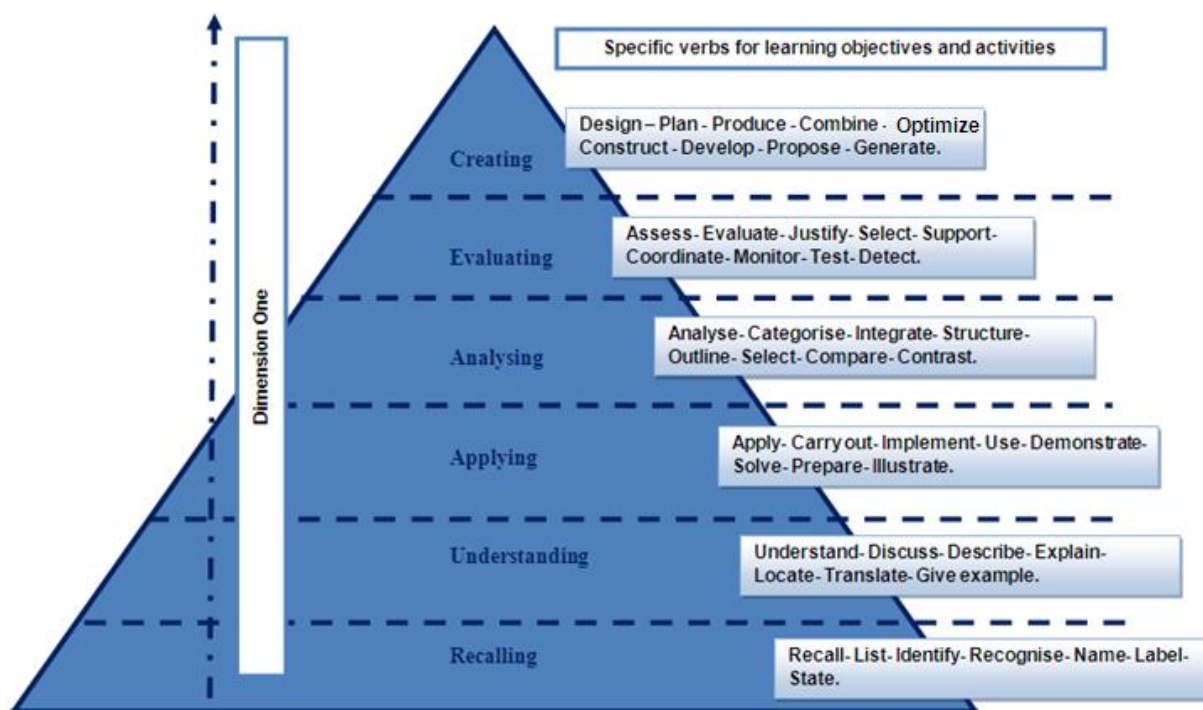 Specific verbs for learning objectives and activities
Design – Plan - Produce - Combine - Optimize
Construct - Develop - Propose - Generate.
Creating
Assess- Evaluate- Justify- Select- Support-
Coordinate- Monitor- Test- Detect.
Evaluating
Analyse- Categorise- Integrate- Structure-
Outline- Select- Compare- Contrast.
Analysing
Dimension One
Apply- Carry out- Implement- Use- Demonstrate-
Solve- Prepare- Illustrate.
Applying
Understand- Discuss- Describe- Explain-
Locate- Translate- Give example.
Understanding
Recall- List- Identify- Recognise- Name- Label-
State.
Recalling